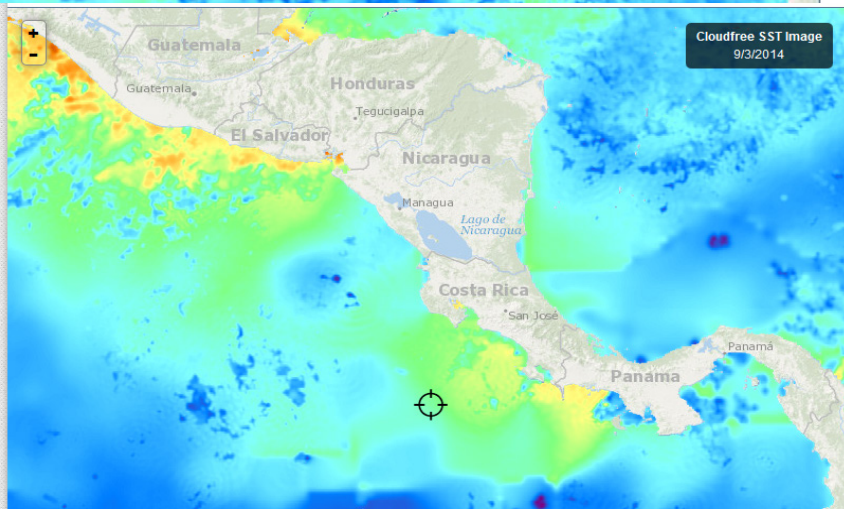 +
-
Cloudfree SST Image
9/3/2014
Guatemala
Guatemala
Honduras
Tegucigalpa
El Salvador
Nicaragua
Managua
Lago de
Nicaragua
Costa Rica
San José
Panamá
Panama